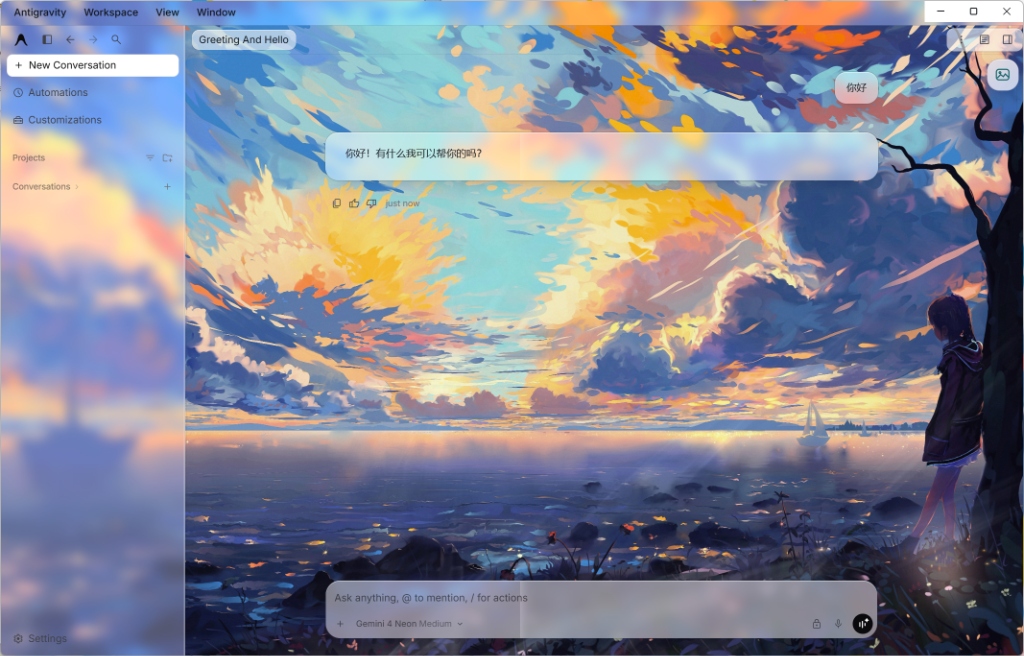 Antigravity Workspace View Window
Greeting And Hello
+ New Conversation
Automations
Customizations
Projects
Conversations >
+
Settings
你好
你好！有什么我可以帮你的吗？
just now
Ask anything, @ to mention, / for actions
+ Gemini 4 Neon Medium